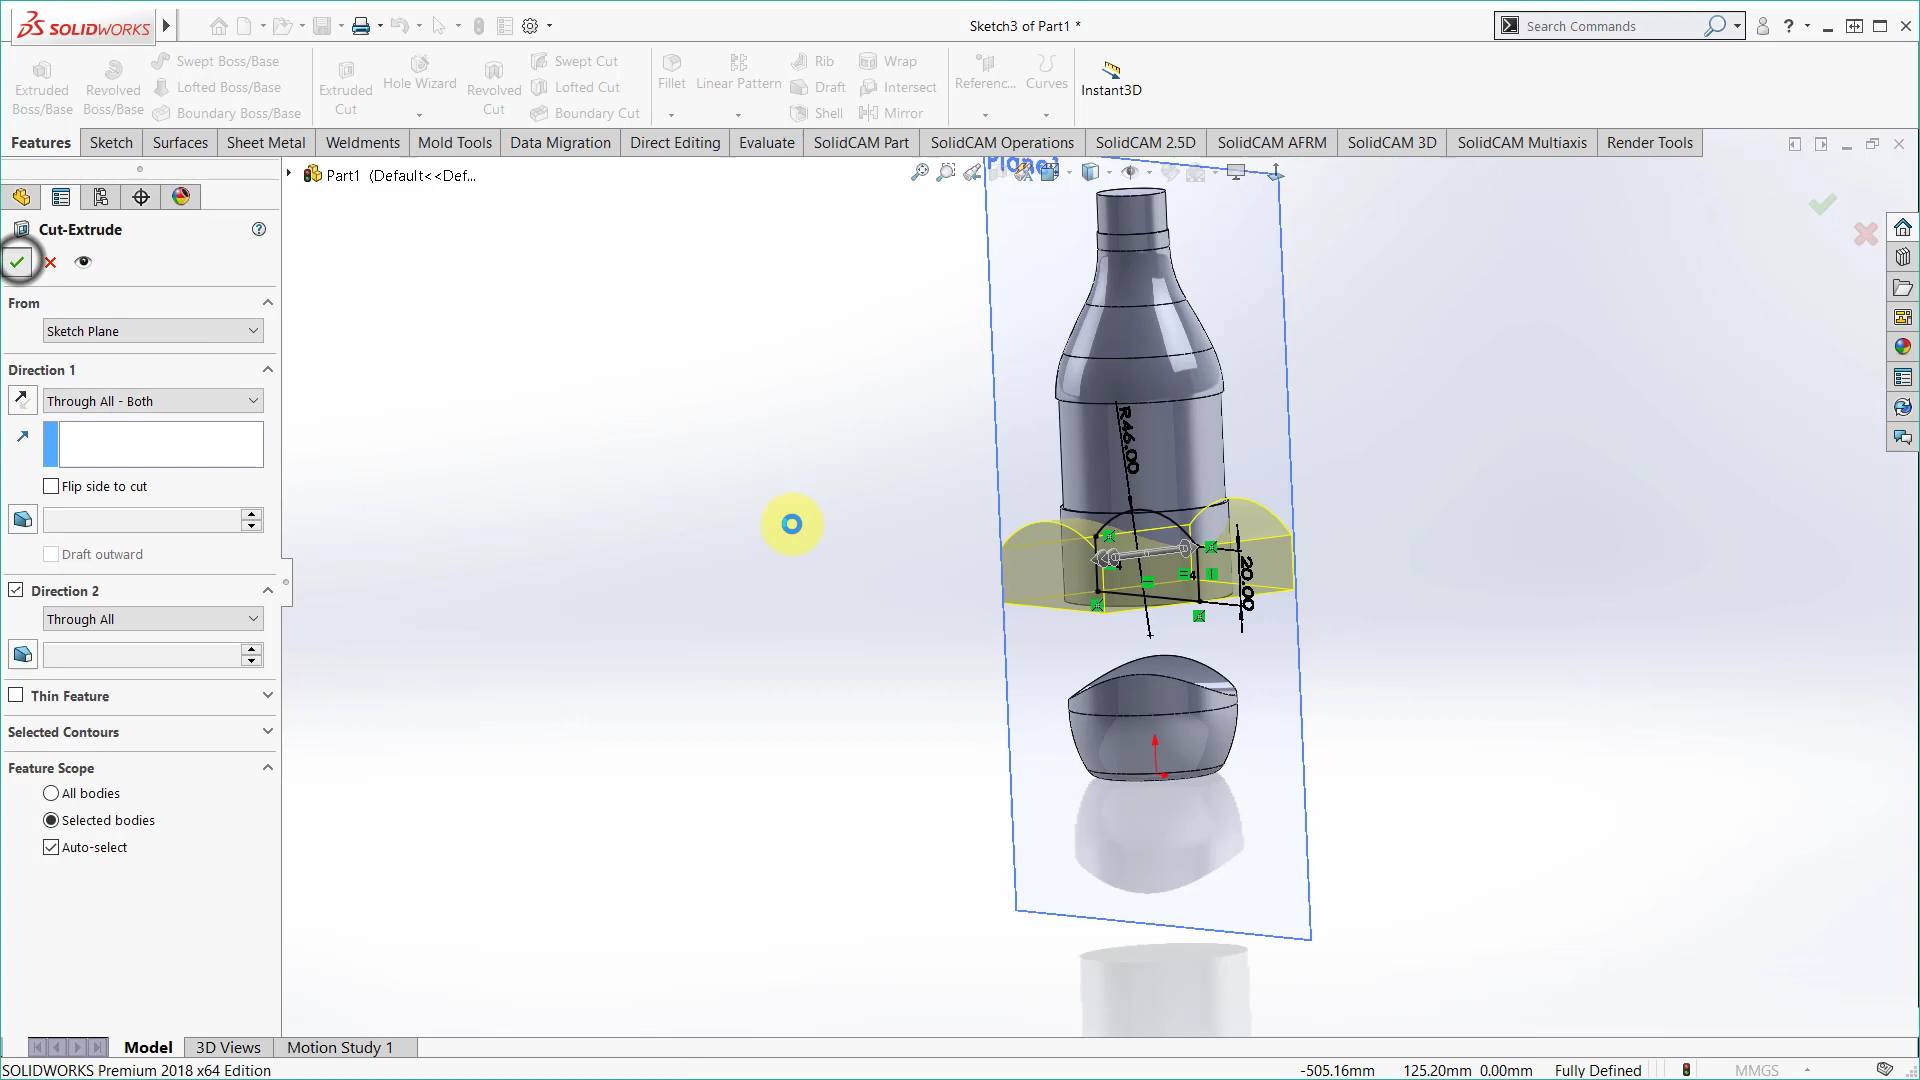 SOLIDWORKS
Sketch3 of Part1 *
Search Commands
Extruded Boss/Base
Revolved Boss/Base
Swept Boss/Base
Lofted Boss/Base
Boundary Boss/Base
Extruded Cut
Hole Wizard
Revolved Cut
Swept Cut
Lofted Cut
Boundary Cut
Fillet
Linear Pattern
Rib
Draft
Shell
Wrap
Intersect
Mirror
Referenc...
Curves
Instant3D
Features
Sketch
Surfaces
Sheet Metal
Weldments
Mold Tools
Data Migration
Direct Editing
Evaluate
SolidCAM Part
SolidCAM Operations
SolidCAM 2.5D
SolidCAM AFRM
SolidCAM 3D
SolidCAM Multiaxis
Render Tools
Part1 (Default<<Def...
Cut-Extrude
From
Sketch Plane
Direction 1
Through All - Both
Flip side to cut
Draft outward
Direction 2
Through All
Thin Feature
Selected Contours
Feature Scope
All bodies
Selected bodies
Auto-select
R46.00
20.00
4
4
Model
3D Views
Motion Study 1
SOLIDWORKS Premium 2018 x64 Edition
-505.16mm
125.20mm
0.00mm
Fully Defined
MMGS